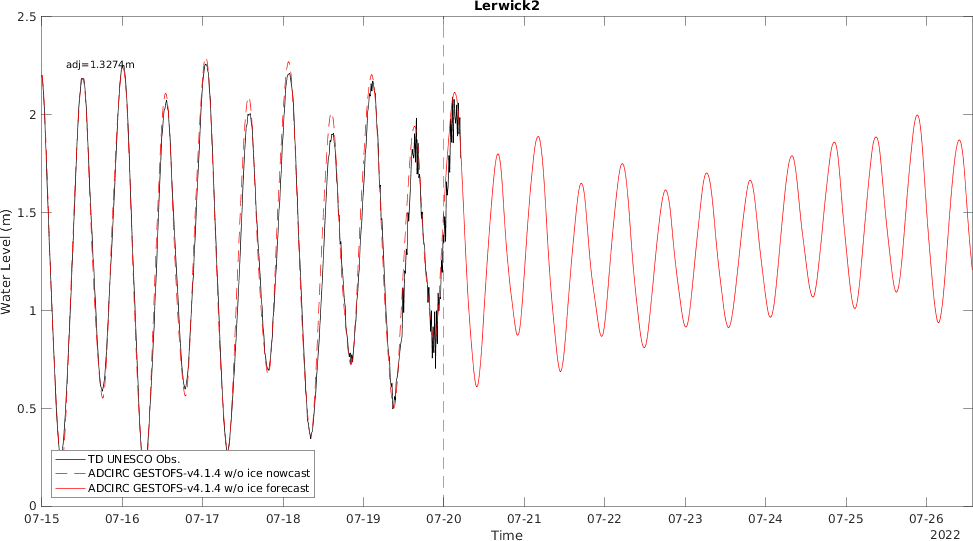 Lerwick2
2.5
adj=1.3274m
2
1.5
Water Level (m)
1
0.5
TD UNESCO Obs.
ADCIRC GESTOFS-v4.1.4 w/o ice nowcast
ADCIRC GESTOFS-v4.1.4 w/o ice forecast
0
07-15 07-16 07-17 07-18 07-19 07-20 07-21 07-22 07-23 07-24 07-25 07-26
Time
2022